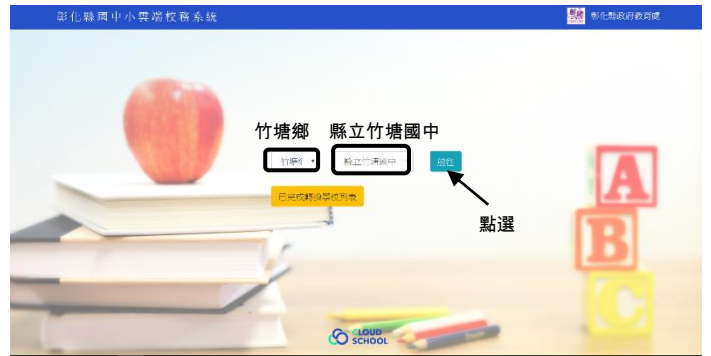 彰化縣國中小雲端校務系統
彰化縣政府教育處
竹塘鄉 縣立竹塘國中
竹塘鄉 縣立竹塘國中 前往
已完成轉換學校列表
點選
A
B
C
CLOUD
SCHOOL